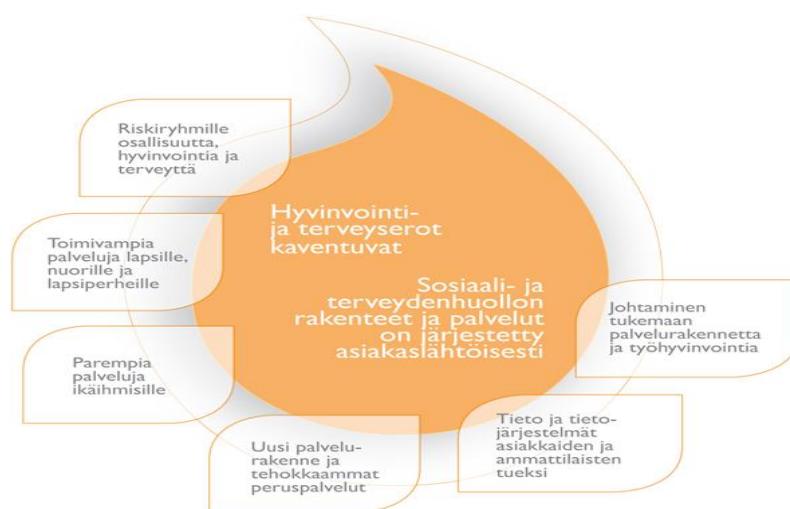 Riskiryhmille
osallisuutta,
hyvinvointia ja
terveyttä
Hyvinvointi-
ja terveyserot
kaventuvat
Toimivampia
palveluja lapsille,
nuorille ja
lapsiperheille
Sosiaali- ja
terveydenhuollon
rakenteet ja palvelut
on järjestetty
asiakaslähtöisesti
Johtaminen
tukemaan
palvelurakennetta
ja työhyvinvointia
Parempia
palveluja
ikäihmisille
Uusi palvelu-
rakenne ja
tehokkaammat
peruspalvelut
Tieto ja tieto-
järjestelmät
asiakkaiden ja
ammattilaisten
tueksi